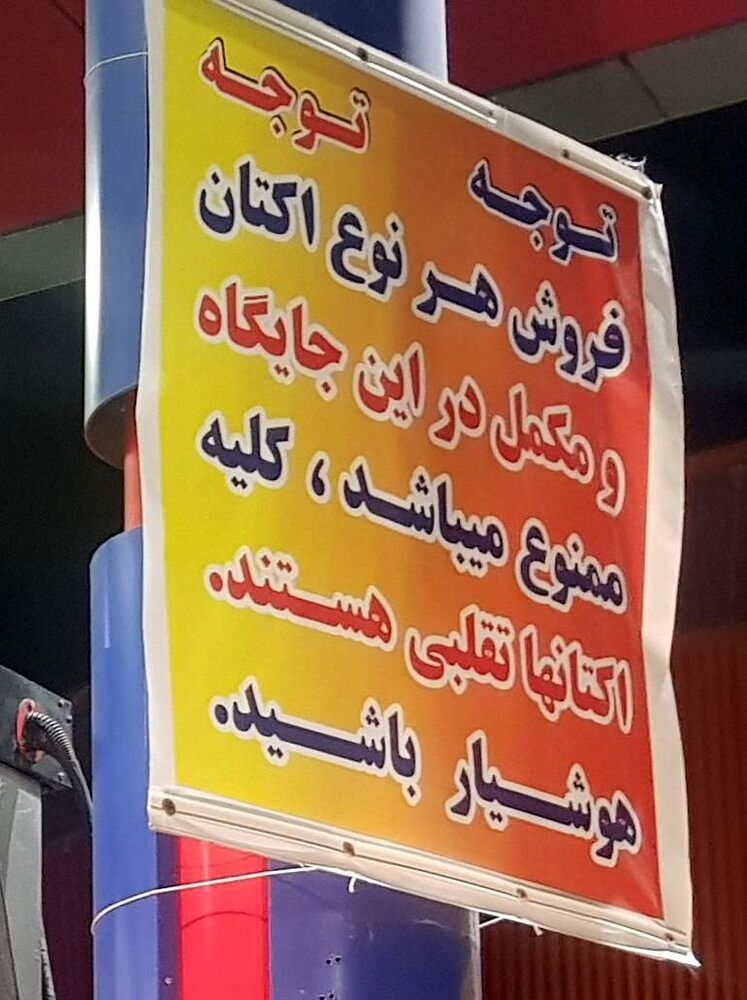 توجه توجه
فروش هر نوع اکتان
و مکمل در این جایگاه
ممنوع میباشد ، کلیه
اکتانها تقلبی هستند.
هوشیار باشید.